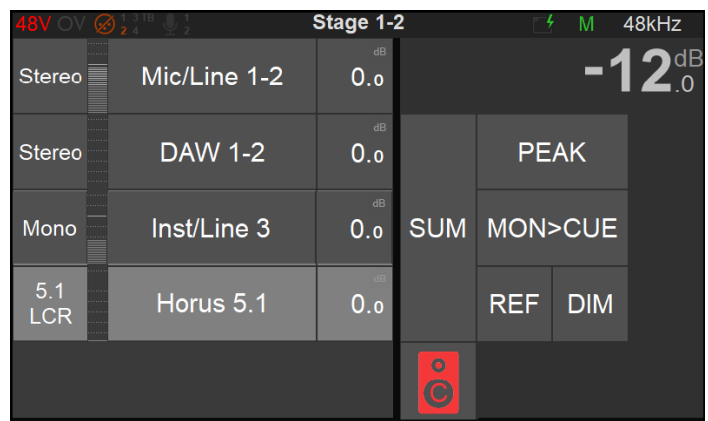 48V OV 1 3 TB 1
2 4 2
Stage 1-2
M 48kHz
Stereo Mic/Line 1-2 dB 0.0
-12.0 dB
Stereo DAW 1-2 dB 0.0
PEAK
Mono Inst/Line 3 dB 0.0
SUM MON>CUE
5.1
LCR Horus 5.1 dB 0.0
REF DIM
C